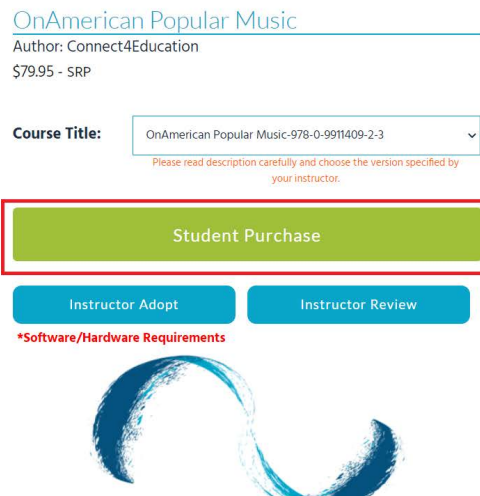 OnAmerican Popular Music
Author: Connect4Education
$79.95 - SRP
Course Title:
OnAmerican Popular Music-978-0-9911409-2-3
Please read description carefully and choose the version specified by
your instructor.
Student Purchase
Instructor Adopt
Instructor Review
*Software/Hardware Requirements